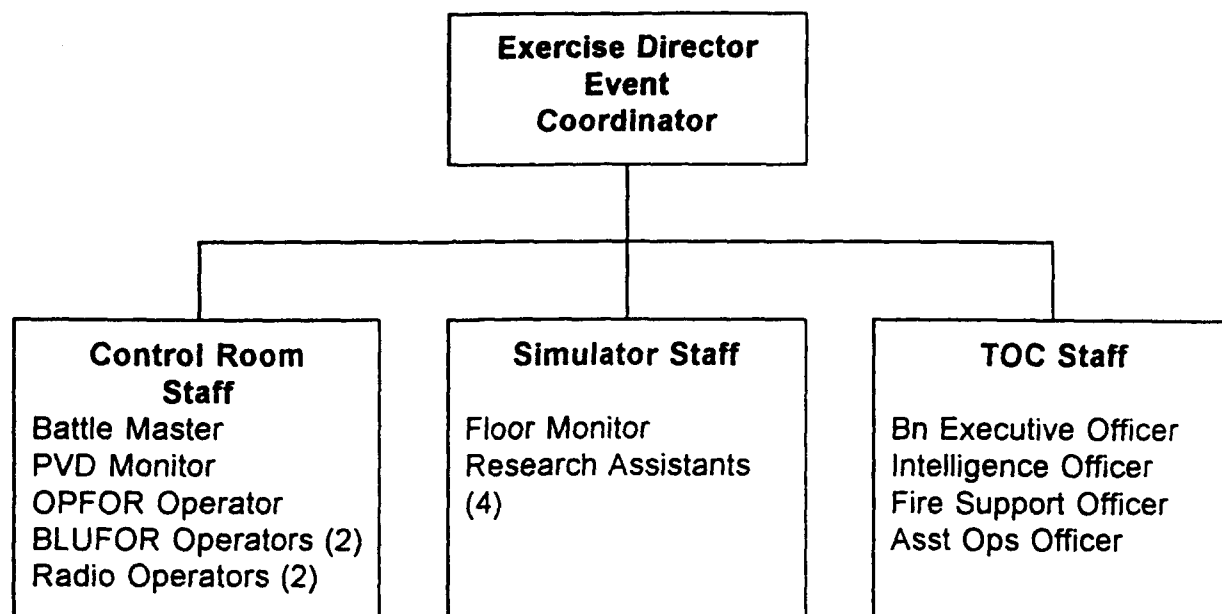 Exercise Director
Event
Coordinator
Control Room
Staff
Battle Master
PVD Monitor
OPFOR Operator
BLUFOR Operators (2)
Radio Operators (2)
Simulator Staff
Floor Monitor
Research Assistants
(4)
TOC Staff
Bn Executive Officer
Intelligence Officer
Fire Support Officer
Asst Ops Officer